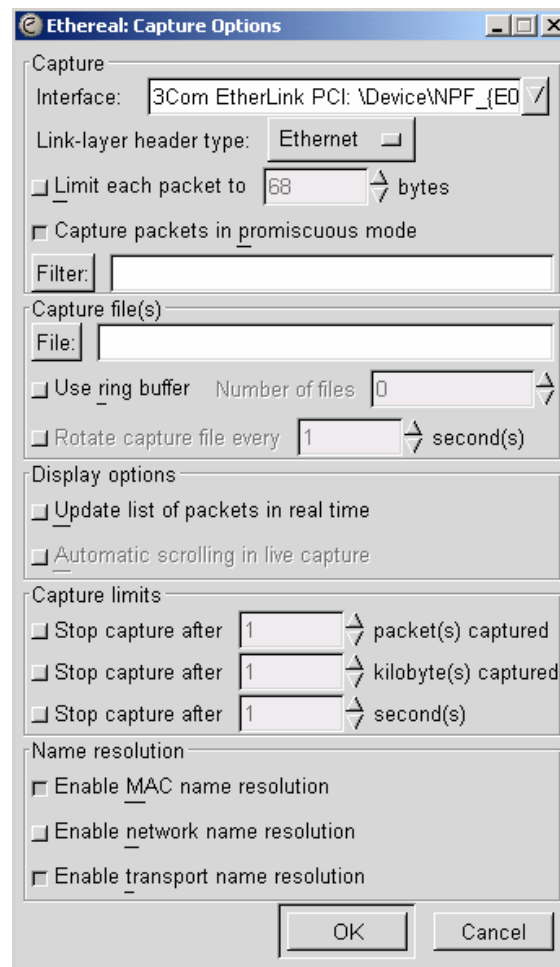 Ethereal: Capture Options
Capture
Interface: 3Com EtherLink PCI: \Device\NPF_{E0
Link-layer header type: Ethernet
Limit each packet to 68 bytes
Capture packets in promiscuous mode
Filter:
Capture file(s)
File:
Use ring buffer Number of files 0
Rotate capture file every 1 second(s)
Display options
Update list of packets in real time
Automatic scrolling in live capture
Capture limits
Stop capture after 1 packet(s) captured
Stop capture after 1 kilobyte(s) captured
Stop capture after 1 second(s)
Name resolution
Enable MAC name resolution
Enable network name resolution
Enable transport name resolution
OK Cancel